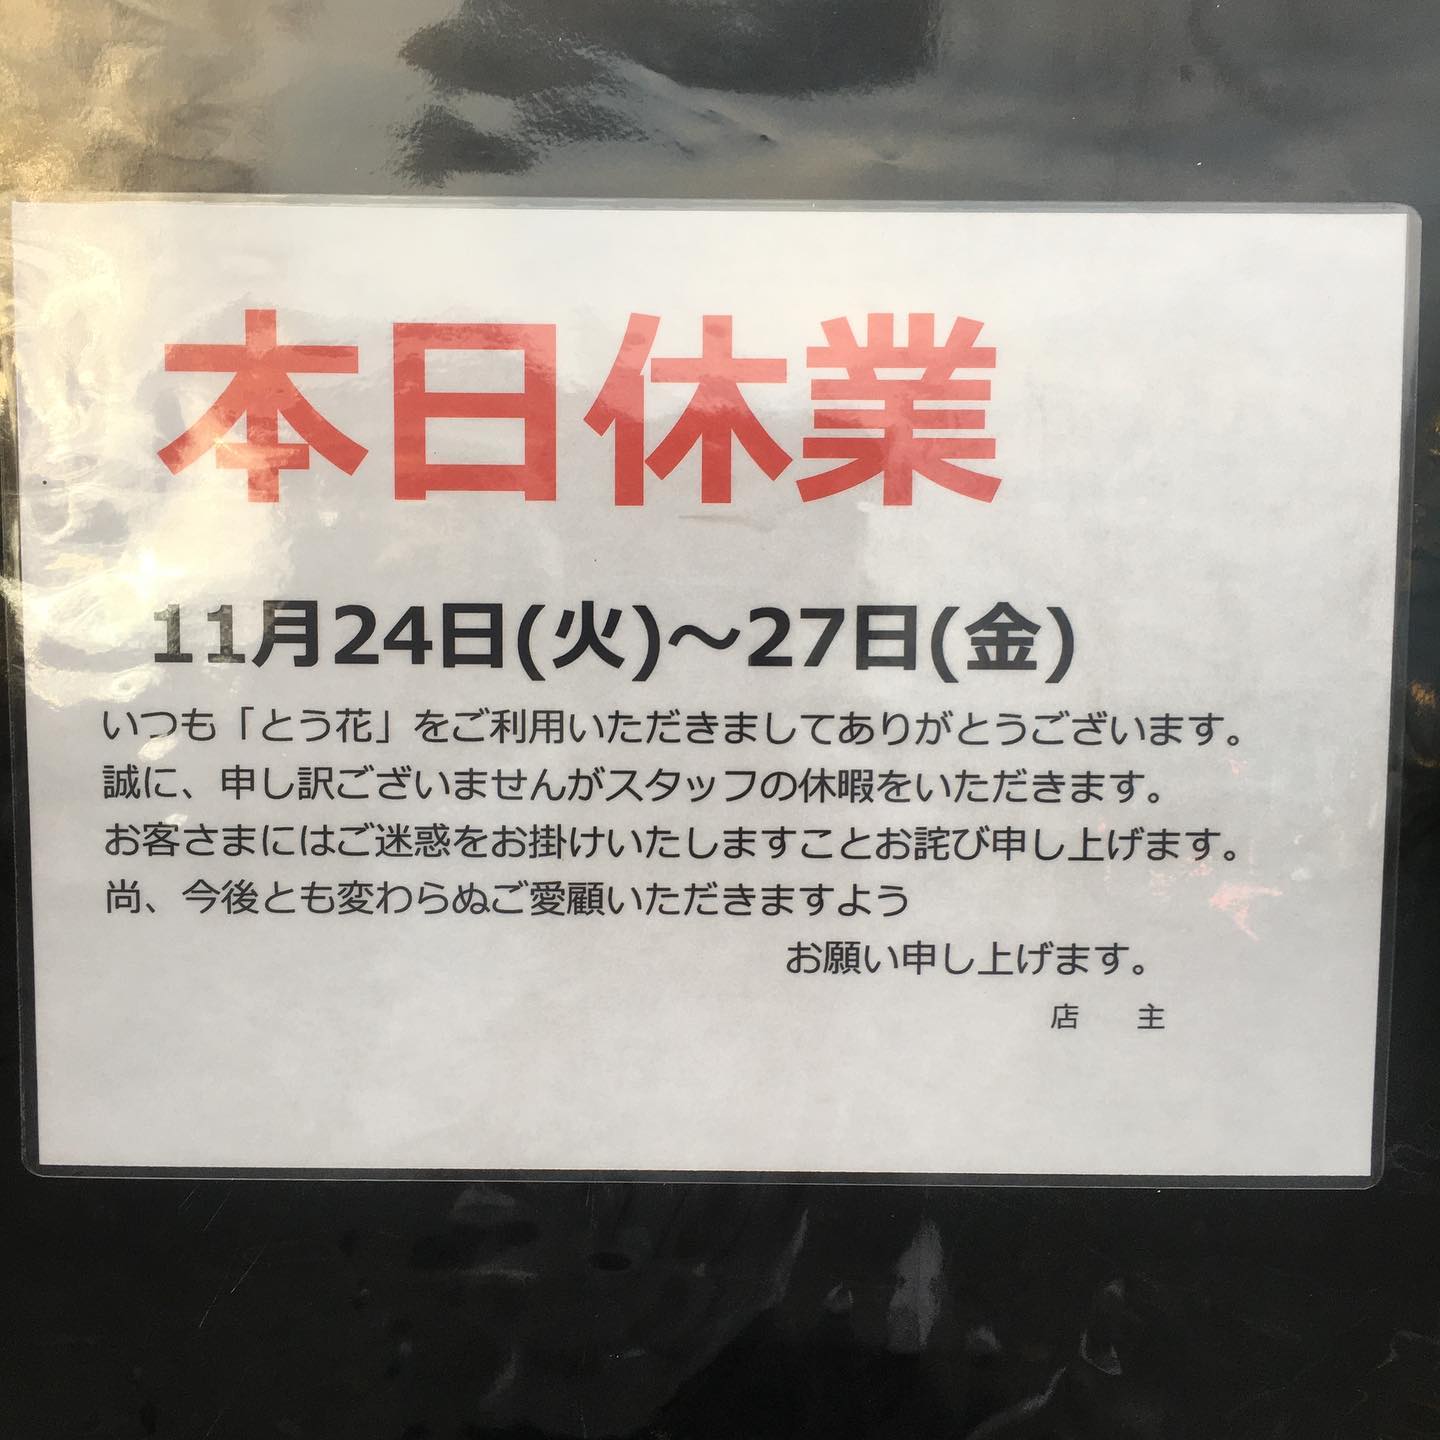 本日休業
11月24日(火)～27日(金)
いつも「とう花」をご利用いただきましてありがとうございます。
誠に、申し訳ございませんがスタッフの休暇をいただきます。
お客さまにはご迷惑をお掛けいたしますことお詫び申し上げます。
尚、今後とも変わらぬご愛顧いただきますよう
お願い申し上げます。
店　主